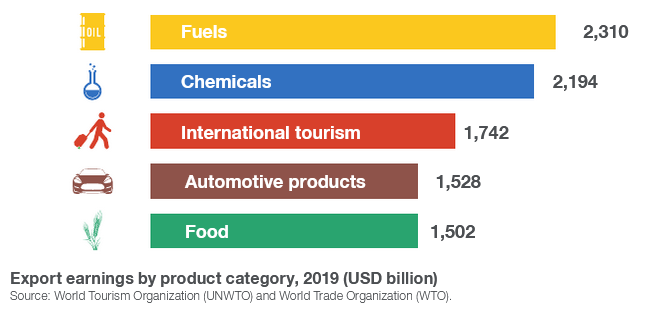 OIL
Fuels 2,310
Chemicals 2,194
International tourism 1,742
Automotive products 1,528
Food 1,502
Export earnings by product category, 2019 (USD billion)
Source: World Tourism Organization (UNWTO) and World Trade Organization (WTO).